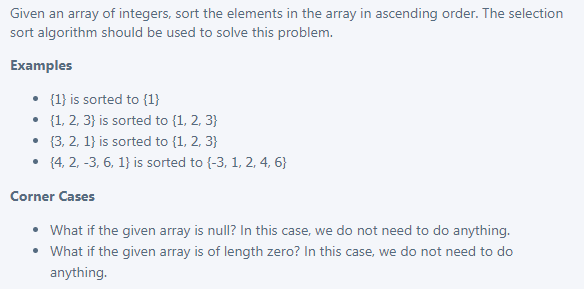 Given an array of integers, sort the elements in the array in ascending order. The selection
sort algorithm should be used to solve this problem.
Examples
• {1} is sorted to {1}
• {1, 2, 3} is sorted to {1, 2, 3}
• {3, 2, 1} is sorted to {1, 2, 3}
• {4, 2, -3, 6, 1} is sorted to {-3, 1, 2, 4, 6}
Corner Cases
• What if the given array is null? In this case, we do not need to do anything.
• What if the given array is of length zero? In this case, we do not need to do
anything.